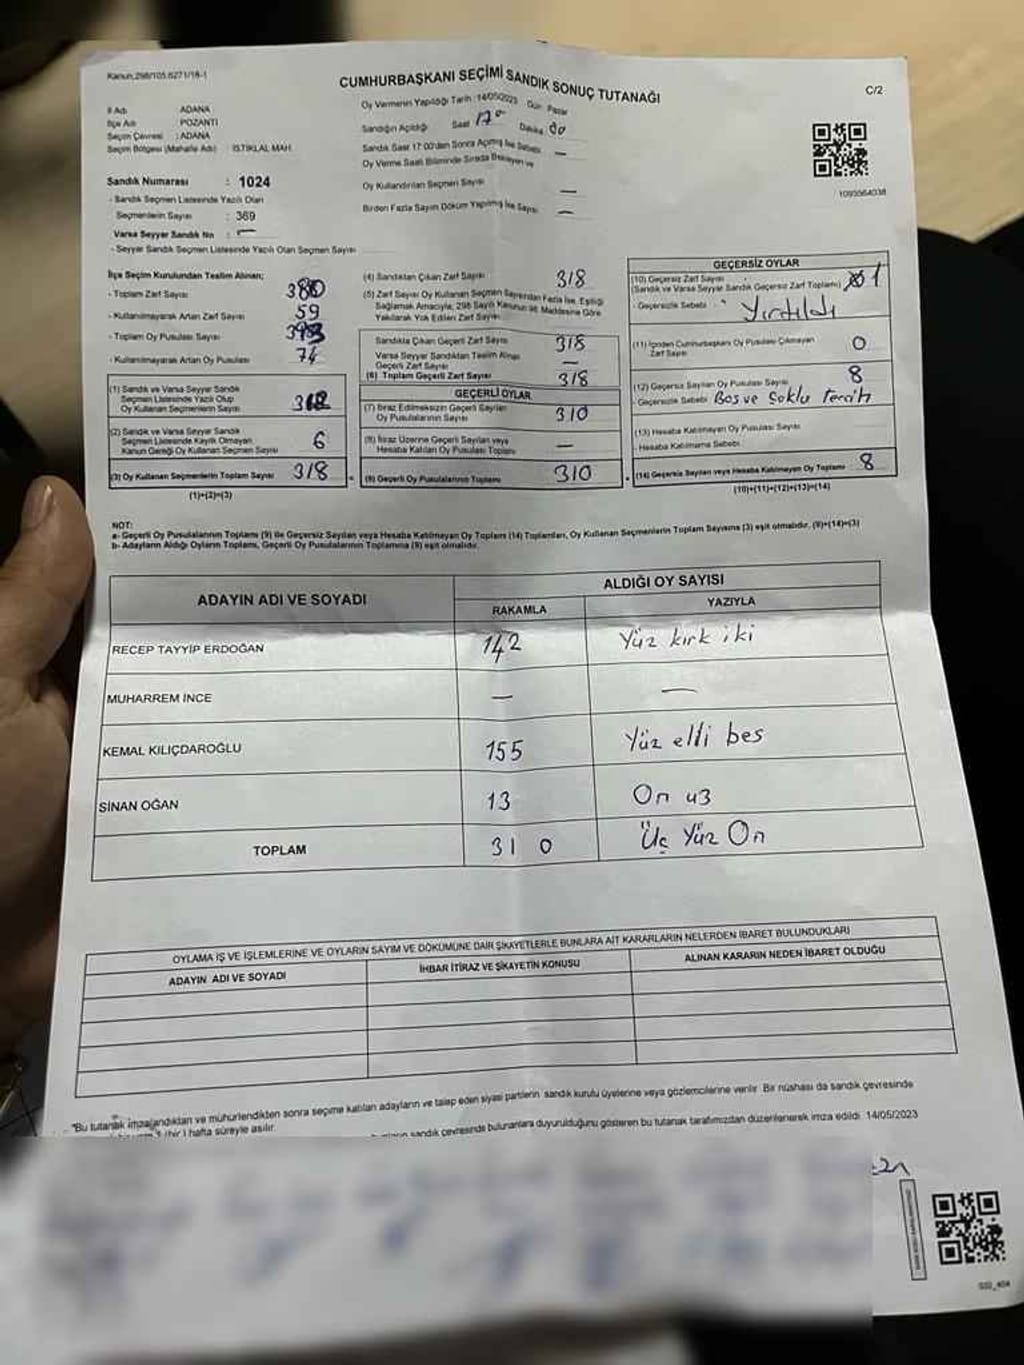 Kanun:298/105.6271/18-1
CUMHURBAŞKANI SEÇİMİ SANDIK SONUÇ TUTANAĞI
C/2
İl Adı ADANA
İlçe Adı POZANTI
Seçim Çevresi : ADANA
Seçim Bölgesi (Mahalle Adı) : İSTİKLAL MAH.
Sandık Numarası : 1024
- Sandık Seçmen Listesinde Yazılı Olan
Seçmenlerin Sayısı : 369
Varsa Seyyar Sandık No : —
- Seyyar Sandık Seçmen Listesinde Yazılı Olan Seçmen Sayısı
Oy Vermenin Yapıldığı Tarih : 14/05/2023 Gün Pazar
Sandığın Açıldığı Saat 17 Dakika
Sandık Saat 17:00'den Sonra Açılmış İse Sebebi —
Oy Verme Saati Bitiminde Sırada Bekleyen ve
Oy Kullandırılan Seçmen Sayısı —
Birden Fazla Sayım Döküm Yapılmış İse Sayısı —
1093564038
İlçe Seçim Kurulundan Teslim Alınan;
- Toplam Zarf Sayısı 380
- Kullanılmayarak Artan Zarf Sayısı 59
- Toplam Oy Pusulası Sayısı
- Kullanılmayarak Artan Oy Pusulası 74
(1) Sandık ve Varsa Seyyar Sandık
Seçmen Listesinde Yazılı Olup
Oy Kullanan Seçmenlerin Sayısı 312
(2) Sandık ve Varsa Seyyar Sandık
Seçmen Listesinde Kayıtlı Olmayan,
Kanun Gereği Oy Kullanan Seçmen Sayısı 6
(3) Oy Kullanan Seçmenlerin Toplam Sayısı 318
(1)+(2)=(3)
(4) Sandıktan Çıkan Zarf Sayısı 318
(5) Zarf Sayısı Oy Kullanan Seçmen Sayısından Fazla İse, Eşitliği
Sağlamak Amacıyla, 298 Sayılı Kanunun 98. Maddesine Göre
Yakılarak Yok Edilen Zarf Sayısı
Sandıkta Çıkan Geçerli Zarf Sayısı 318
Varsa Seyyar Sandıktan Teslim Alınan
Geçerli Zarf Sayısı —
(6) Toplam Geçerli Zarf Sayısı 318
GEÇERLİ OYLAR
(7) İtiraz Edilmeksizin Geçerli Sayılan
Oy Pusulalarının Sayısı 310
(8) İtiraz Üzerine Geçerli Sayılan veya
Hesaba Katılan Oy Pusulası Toplamı —
(9) Geçerli Oy Pusulalarının Toplamı 310
GEÇERSİZ OYLAR
(10) Geçersiz Zarf Sayısı
(Sandık ve Varsa Seyyar Sandık Geçersiz Zarf Toplamı) 1
- Geçersizlik Sebebi : Yırtıldı
(11) İçinden Cumhurbaşkanı Oy Pusulası Çıkmayan
Zarf Sayısı 0
(12) Geçersiz Sayılan Oy Pusulası Sayısı 8
- Geçersizlik Sebebi Boş ve Çoklu Tercih
(13) Hesaba Katılmayan Oy Pusulası Sayısı
- Hesaba Katılmama Sebebi
(14) Geçersiz Sayılan veya Hesaba Katılmayan Oy Toplamı 8
(10)+(11)+(12)+(13)=(14)
NOT:
a- Geçerli Oy Pusulalarının Toplamı (9) ile Geçersiz Sayılan veya Hesaba Katılmayan Oy Toplamı (14) Toplamları, Oy Kullanan Seçmenlerin Toplam Sayısına (3) eşit olmalıdır. (9)+(14)=(3)
b- Adayların Aldığı Oyların Toplamı, Geçerli Oy Pusulalarının Toplamına (9) eşit olmalıdır.
ADAYIN ADI VE SOYADI ALDIĞI OY SAYISI
RAKAMLA YAZIYLA
RECEP TAYYİP ERDOĞAN 142 Yüz kırk iki
MUHARREM İNCE — —
KEMAL KILIÇDAROĞLU 155 Yüz elli bes
SİNAN OĞAN 13 On u3
TOPLAM 310 Üç Yüz On
OYLAMA İŞ VE İŞLEMLERİNE VE OYLARIN SAYIM VE DÖKÜMÜNE DAİR ŞİKAYETLERLE BUNLARA AİT KARARLARIN NELERDEN İBARET BULUNDUKLARI
ADAYIN ADI VE SOYADI İHBAR İTİRAZ VE ŞİKAYETİN KONUSU ALINAN KARARIN NEDEN İBARET OLDUĞU
"Bu tutanak imzalandıktan ve mühürlendikten sonra seçime katılan adayların ve talep eden siyasi partilerin sandık kurulu üyelerine veya gözlemcilerine verilir. Bir nüshası da sandık çevresinde
(bir) hafta süreyle asılır.
sandık çevresinde bulunanlara duyurulduğunu gösteren bu tutanak tarafımızdan düzenlenerek imza edildi. 14/05/2023